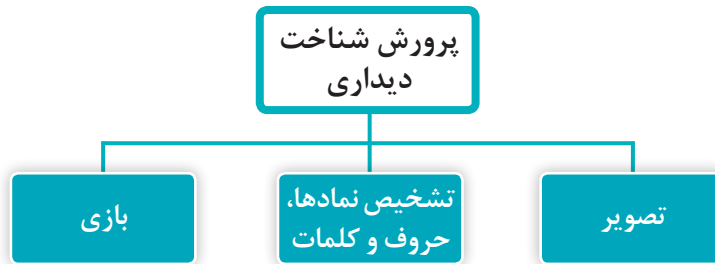 پرورش شناخت
دیداری
تصویر
تشخیص نمادها،
حروف و کلمات
بازی